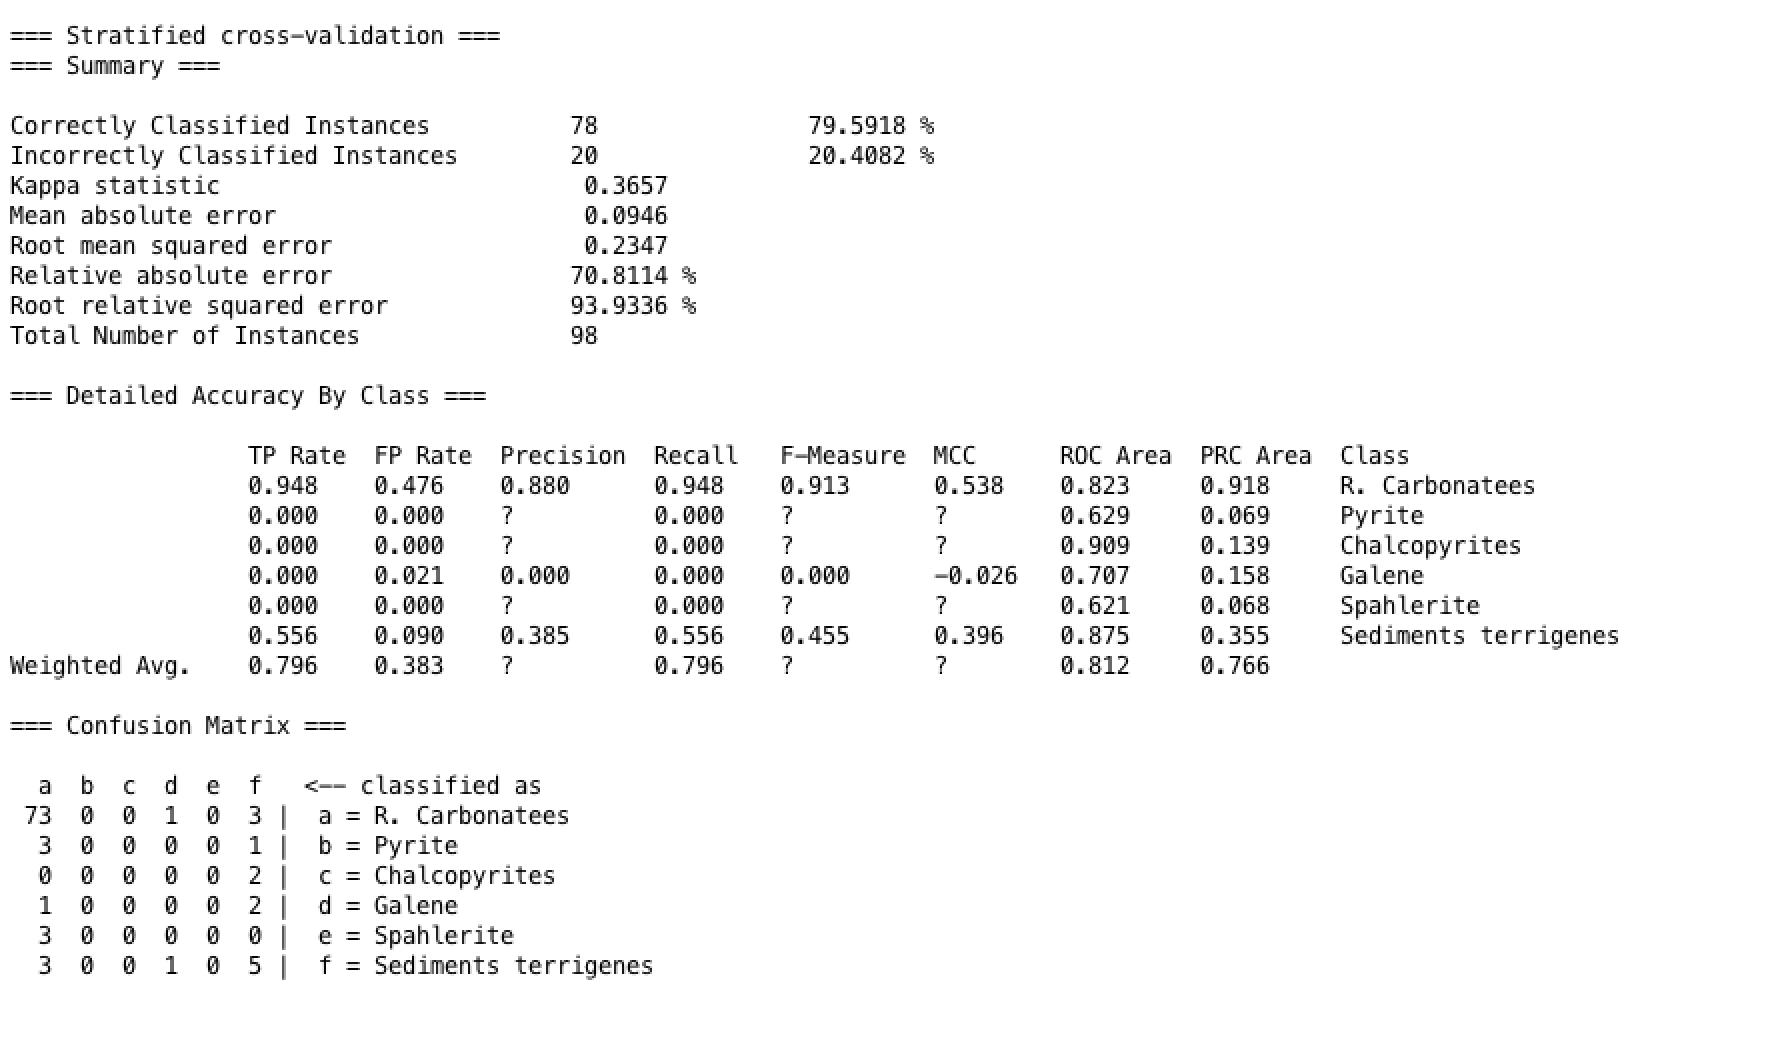 === Stratified cross-validation ===
=== Summary ===
Correctly Classified Instances 78 79.5918 %
Incorrectly Classified Instances 20 20.4082 %
Kappa statistic 0.3657
Mean absolute error 0.0946
Root mean squared error 0.2347
Relative absolute error 70.8114 %
Root relative squared error 93.9336 %
Total Number of Instances 98
=== Detailed Accuracy By Class ===
TP Rate FP Rate Precision Recall F-Measure MCC ROC Area PRC Area Class
0.948 0.476 0.880 0.948 0.913 0.538 0.823 0.918 R. Carbonatees
0.000 0.000 ? 0.000 ? ? 0.629 0.069 Pyrite
0.000 0.000 ? 0.000 ? ? 0.909 0.139 Chalcopyrites
0.000 0.021 0.000 0.000 0.000 -0.026 0.707 0.158 Galene
0.000 0.000 ? 0.000 ? ? 0.621 0.068 Spahlerite
0.556 0.090 0.385 0.556 0.455 0.396 0.875 0.355 Sediments terrigenes
Weighted Avg. 0.796 0.383 ? 0.796 ? ? 0.812 0.766
=== Confusion Matrix ===
a b c d e f <-- classified as
73 0 0 1 0 3 | a = R. Carbonatees
3 0 0 0 0 1 | b = Pyrite
0 0 0 0 0 2 | c = Chalcopyrites
1 0 0 0 0 2 | d = Galene
3 0 0 0 0 0 | e = Spahlerite
3 0 0 1 0 5 | f = Sediments terrigenes